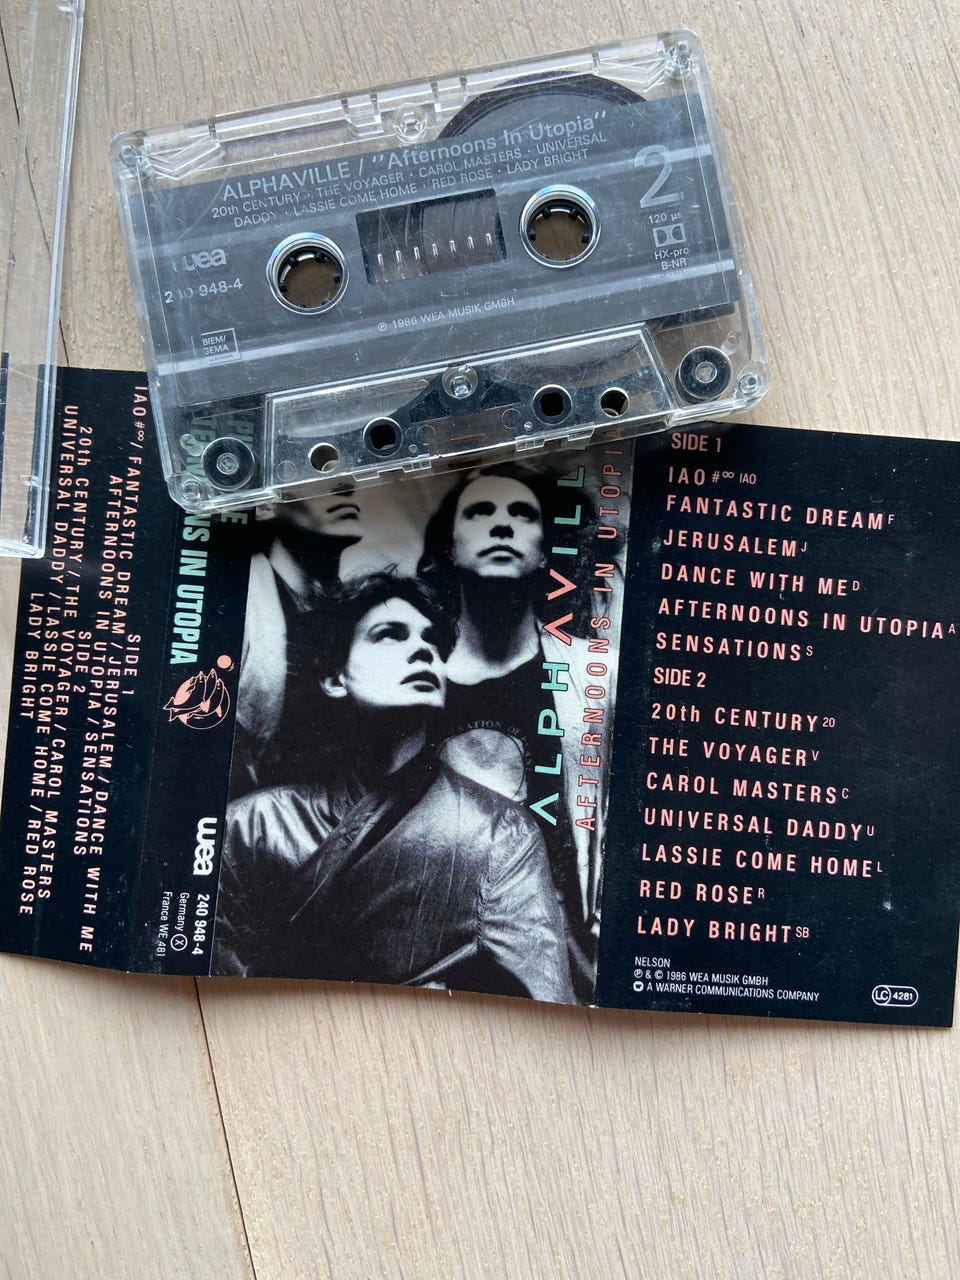 ALPHAVILLE / "Afternoons In Utopia"
20th CENTURY · THE VOYAGER · CAROL MASTERS · UNIVERSAL
DADDY · LASSIE COME HOME · RED ROSE · LADY BRIGHT
2
120 µs
HX-pro
B-NR
wea
240 948-4
BIEM/
GEMA
℗ 1986 WEA MUSIK GMBH
SIDE 1
IAO #∞/ FANTASTIC DREAM / JERUSALEM / DANCE WITH ME
AFTERNOONS IN UTOPIA / SENSATIONS
SIDE 2
20th CENTURY / THE VOYAGER / CAROL MASTERS
UNIVERSAL DADDY / LASSIE COME HOME / RED ROSE
LADY BRIGHT
NS IN UTOPIA
wea
240 948-4
Germany Ⓧ
France WE 481
ALPHAVILL
AFTERNOONS IN UTOPIA
SIDE 1
IAO #∞ IAO
FANTASTIC DREAM F
JERUSALEM J
DANCE WITH ME D
AFTERNOONS IN UTOPIA A
SENSATIONS S
SIDE 2
20th CENTURY 20
THE VOYAGER V
CAROL MASTERS C
UNIVERSAL DADDY U
LASSIE COME HOME L
RED ROSE R
LADY BRIGHT SB
NELSON
℗ & © 1986 WEA MUSIK GMBH
A WARNER COMMUNICATIONS COMPANY
LC 4281